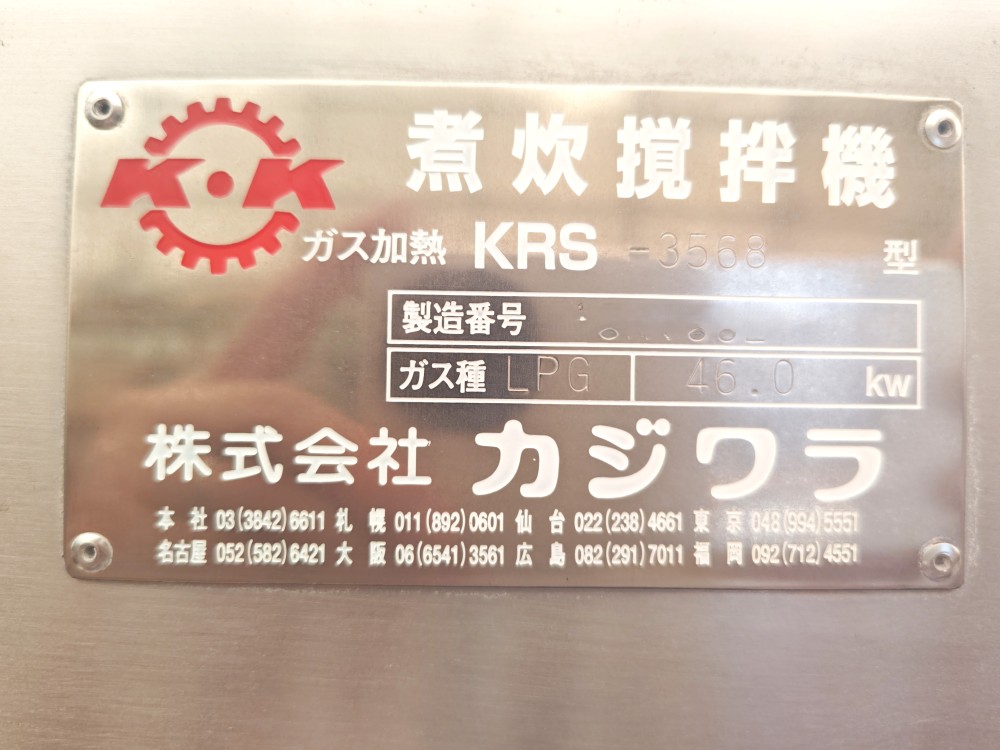 K・K
煮炊撹拌機
ガス加熱 KRS -3568 型
製造番号
ガス種 LPG 46.0 kw
株式会社 カジワラ
本社 03(3842)6611 札幌 011(892)0601 仙台 022(238)4661 東京 048(994)5551
名古屋 052(582)6421 大阪 06(6541)3561 広島 082(291)7011 福岡 092(712)4551